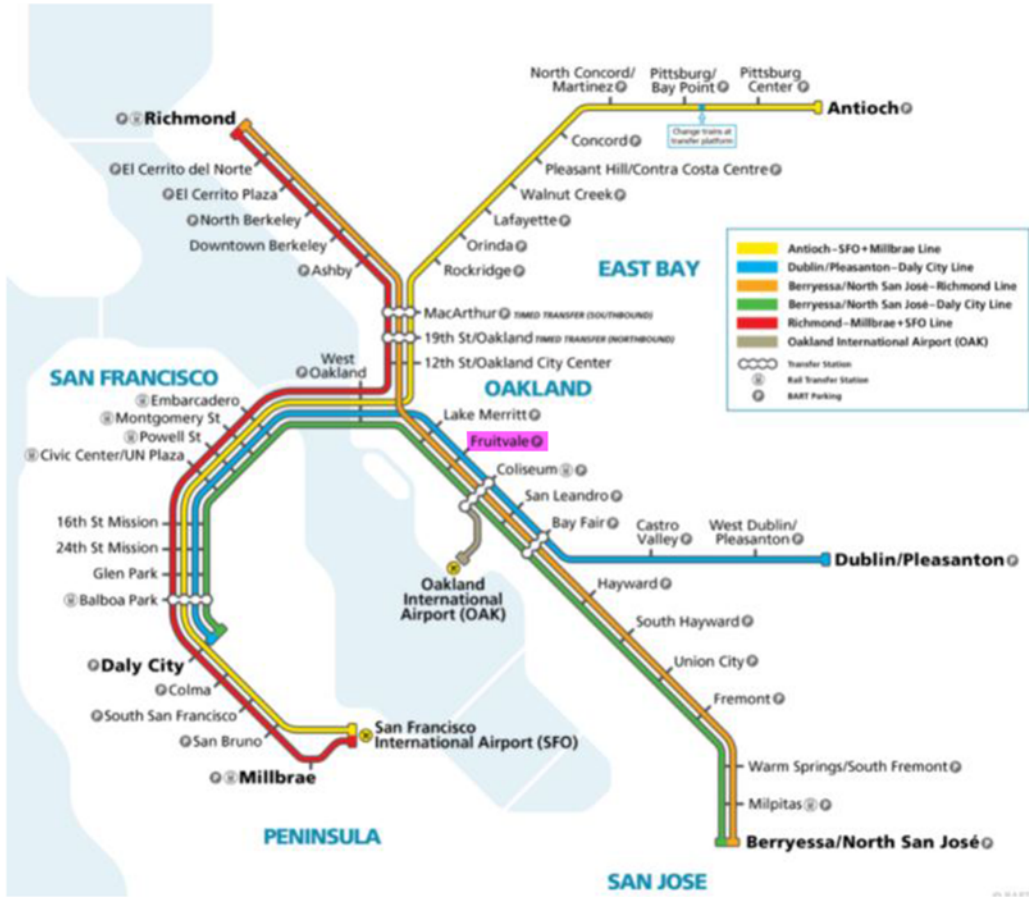 Richmond
El Cerrito del Norte
El Cerrito Plaza
North Berkeley
Downtown Berkeley
Ashby
North Concord/
Martinez
Pittsburg/
Bay Point
Pittsburg
Center
Antioch
Change trains at
transfer platform
Concord
Pleasant Hill/Contra Costa Centre
Walnut Creek
Lafayette
Orinda
Rockridge
EAST BAY
Antioch–SFO+Millbrae Line
Dublin/Pleasanton–Daly City Line
Berryessa/North San José–Richmond Line
Berryessa/North San José–Daly City Line
Richmond–Millbrae+SFO Line
Oakland International Airport (OAK)
Transfer Station
Rail Transfer Station
BART Parking
MacArthur TIMED TRANSFER (SOUTHBOUND)
19th St/Oakland TIMED TRANSFER (NORTHBOUND)
12th St/Oakland City Center
West
Oakland
SAN FRANCISCO
OAKLAND
Embarcadero
Montgomery St
Powell St
Civic Center/UN Plaza
16th St Mission
24th St Mission
Glen Park
Balboa Park
Daly City
Colma
South San Francisco
San Bruno
Millbrae
San Francisco
International Airport (SFO)
PENINSULA
Lake Merritt
Fruitvale
Coliseum
San Leandro
Bay Fair
Castro
Valley
West Dublin/
Pleasanton
Dublin/Pleasanton
Oakland
International
Airport (OAK)
Hayward
South Hayward
Union City
Fremont
Warm Springs/South Fremont
Milpitas
Berryessa/North San José
SAN JOSE